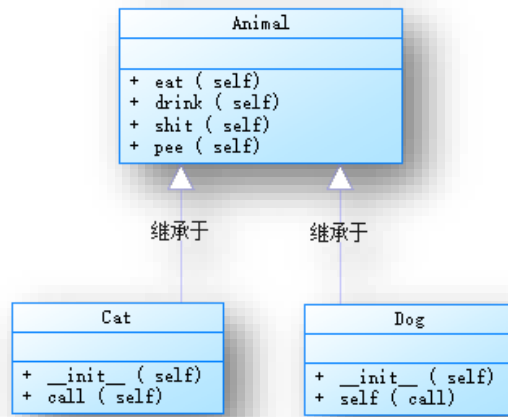 Animal
+ eat ( self)
+ drink ( self)
+ shit ( self)
+ pee ( self)
继承于
继承于
Cat
+ __init__ ( self)
+ call ( self)
Dog
+ __init__ ( self)
+ self ( call)